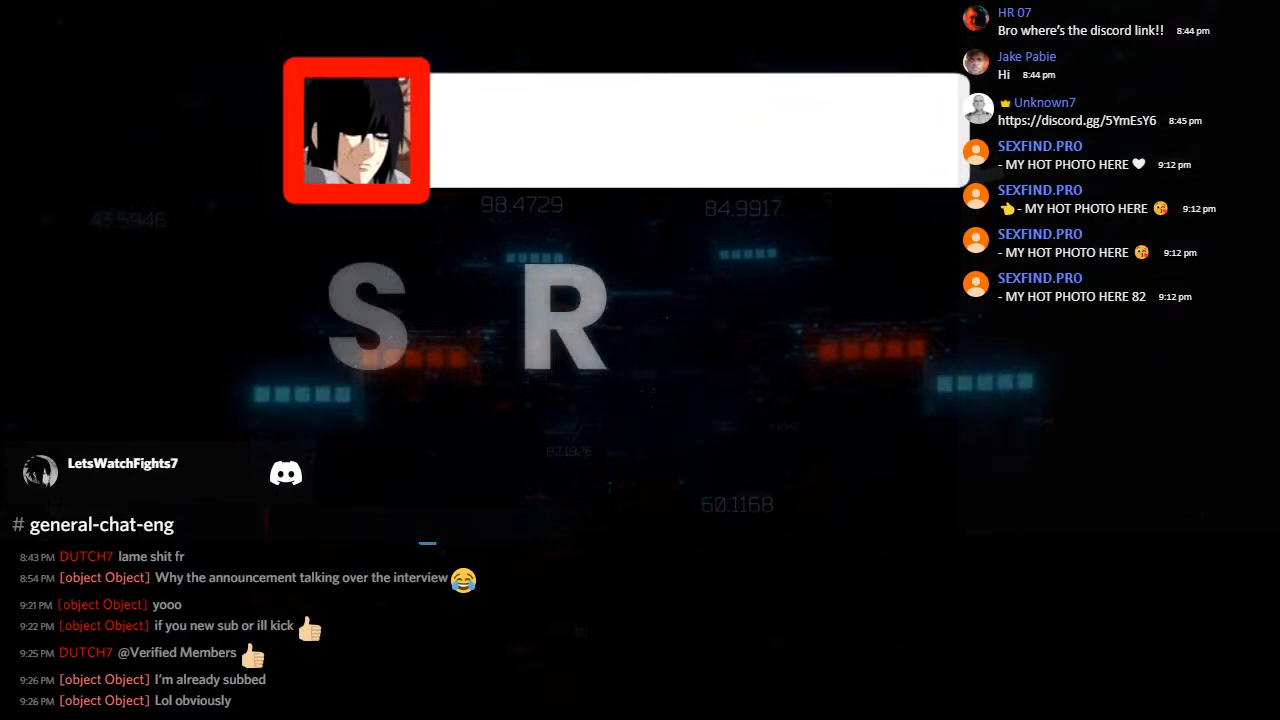 HR 07
Bro where's the discord link!! 8:44 pm
Jake Pabie
Hi 8:44 pm
Unknown7
https://discord.gg/5YmEsY6 8:45 pm
SEXFIND.PRO
- MY HOT PHOTO HERE 🤍 9:12 pm
SEXFIND.PRO
👈- MY HOT PHOTO HERE 😘 9:12 pm
SEXFIND.PRO
- MY HOT PHOTO HERE 😘 9:12 pm
SEXFIND.PRO
- MY HOT PHOTO HERE 82 9:12 pm
43.5946
98.4729
84.9917
S R
60.1168
LetsWatchFights7
# general-chat-eng
8:43 PM DUTCH7 lame shit fr
8:54 PM [object Object] Why the announcement talking over the interview 😂
9:21 PM [object Object] yooo
9:22 PM [object Object] if you new sub or ill kick 👍🏼
9:25 PM DUTCH7 @Verified Members 👍🏼
9:26 PM [object Object] I'm already subbed
9:26 PM [object Object] Lol obviously